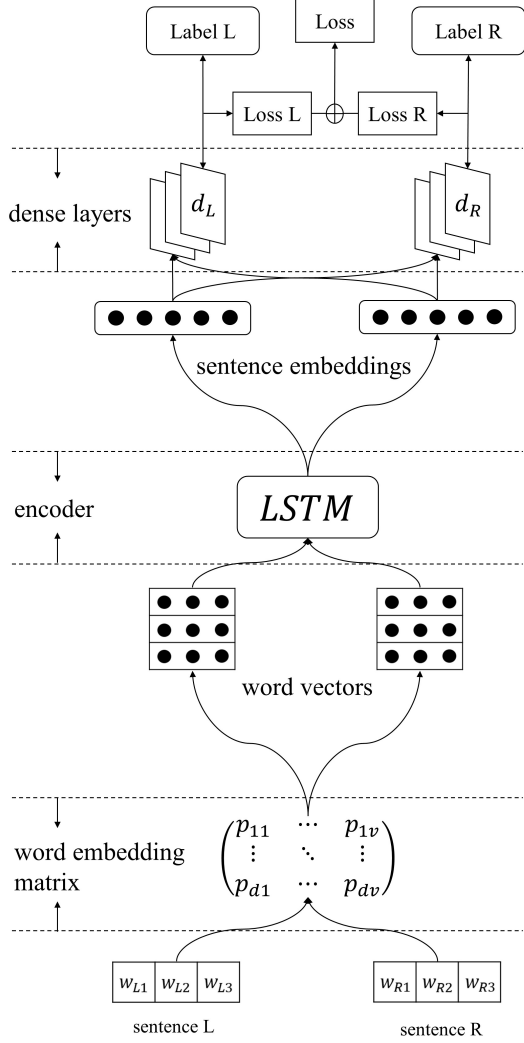 Label L
Loss
Label R
Loss L
Loss R
dense layers
d_L
d_R
sentence embeddings
encoder
LSTM
word vectors
word embedding
matrix
p_11 ⋯ p_1v
⋮ ⋱ ⋮
p_d1 ⋯ p_dv
w_L1 w_L2 w_L3
w_R1 w_R2 w_R3
sentence L
sentence R